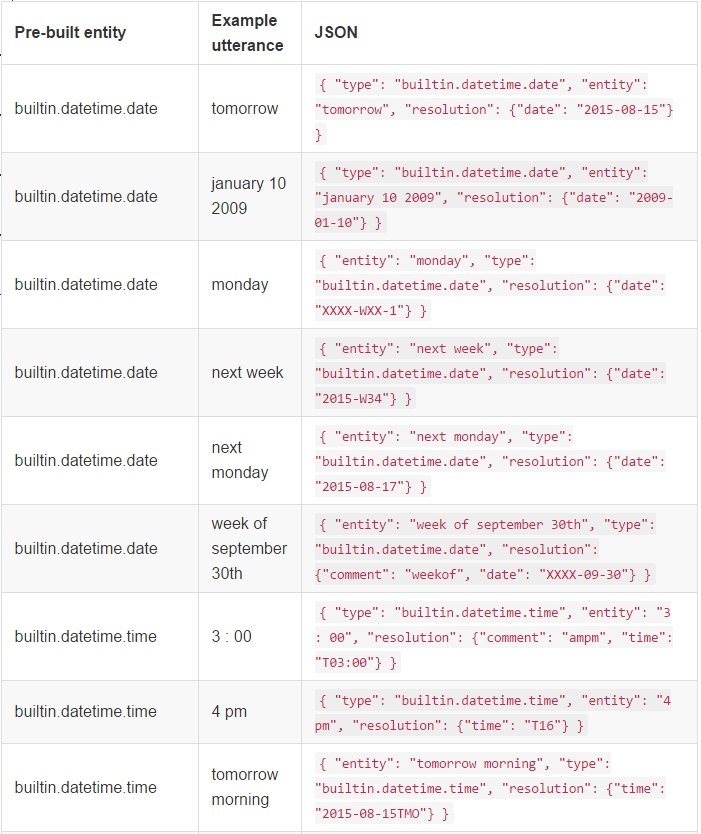 Pre-built entity
Example
utterance
JSON
builtin.datetime.date
tomorrow
{ "type": "builtin.datetime.date", "entity":
"tomorrow", "resolution": {"date": "2015-08-15"}
}
builtin.datetime.date
january 10
2009
{ "type": "builtin.datetime.date", "entity":
"january 10 2009", "resolution": {"date": "2009-
01-10"} }
builtin.datetime.date
monday
{ "entity": "monday", "type":
"builtin.datetime.date", "resolution": {"date":
"XXXX-WXX-1"} }
builtin.datetime.date
next week
{ "entity": "next week", "type":
"builtin.datetime.date", "resolution": {"date":
"2015-W34"} }
builtin.datetime.date
next
monday
{ "entity": "next monday", "type":
"builtin.datetime.date", "resolution": {"date":
"2015-08-17"} }
builtin.datetime.date
week of
september
30th
{ "entity": "week of september 30th", "type":
"builtin.datetime.date", "resolution":
{"comment": "weekof", "date": "XXXX-09-30"} }
builtin.datetime.time
3 : 00
{ "type": "builtin.datetime.time", "entity": "3
: 00", "resolution": {"comment": "ampm", "time":
"T03:00"} }
builtin.datetime.time
4 pm
{ "type": "builtin.datetime.time", "entity": "4
pm", "resolution": {"time": "T16"} }
builtin.datetime.time
tomorrow
morning
{ "entity": "tomorrow morning", "type":
"builtin.datetime.time", "resolution": {"time":
"2015-08-15TMO"} }